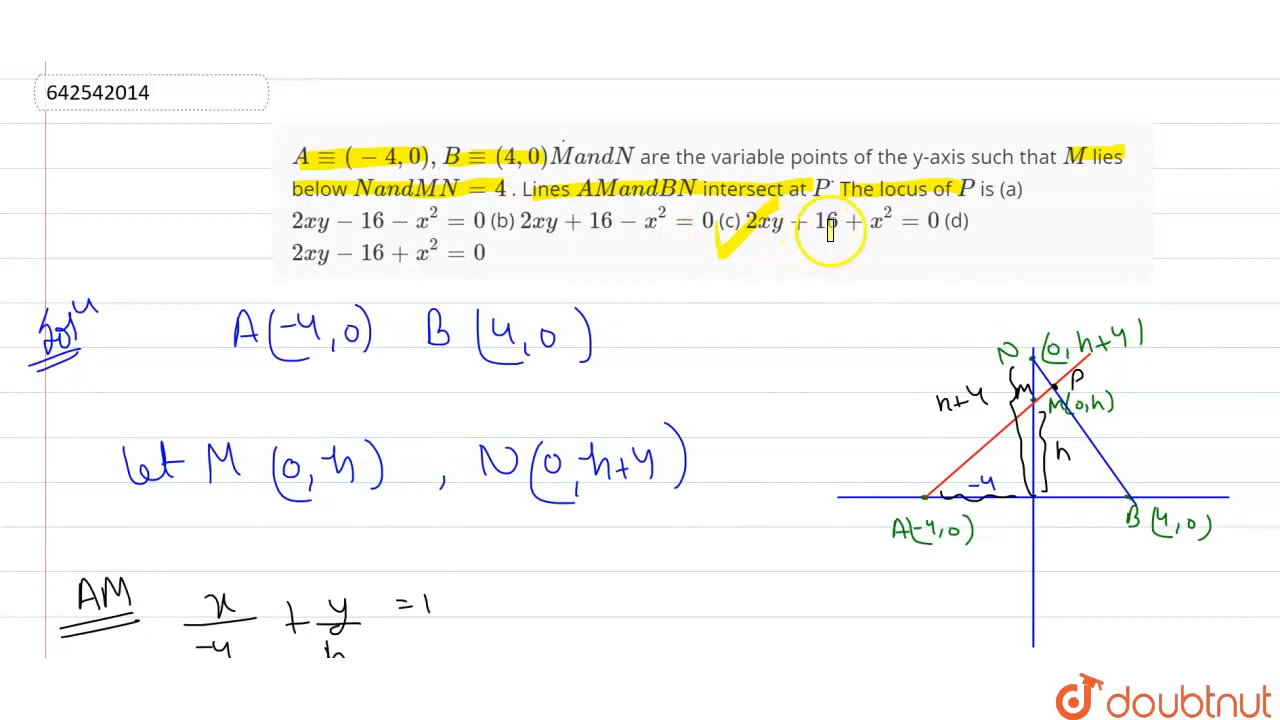 642542014
A ≡ ( − 4, 0), B ≡ (4, 0) ṀandN are the variable points of the y-axis such that M lies
below NandMN = 4 . Lines AMandBN intersect at P˙ The locus of P is (a)
2xy − 16 − x² = 0 (b) 2xy + 16 − x² = 0 (c) 2xy + 16 + x² = 0 (d)
2xy − 16 + x² = 0
Solⁿ
A(-4,0) B(4,0)
let M (0,h) , N(0,h+4)
AM x/-4 + y/h = 1
N (0,h+4)
P
h+4
M
M(0,h)
h
-4
A(-4,0)
B(4,0)
doubtnut